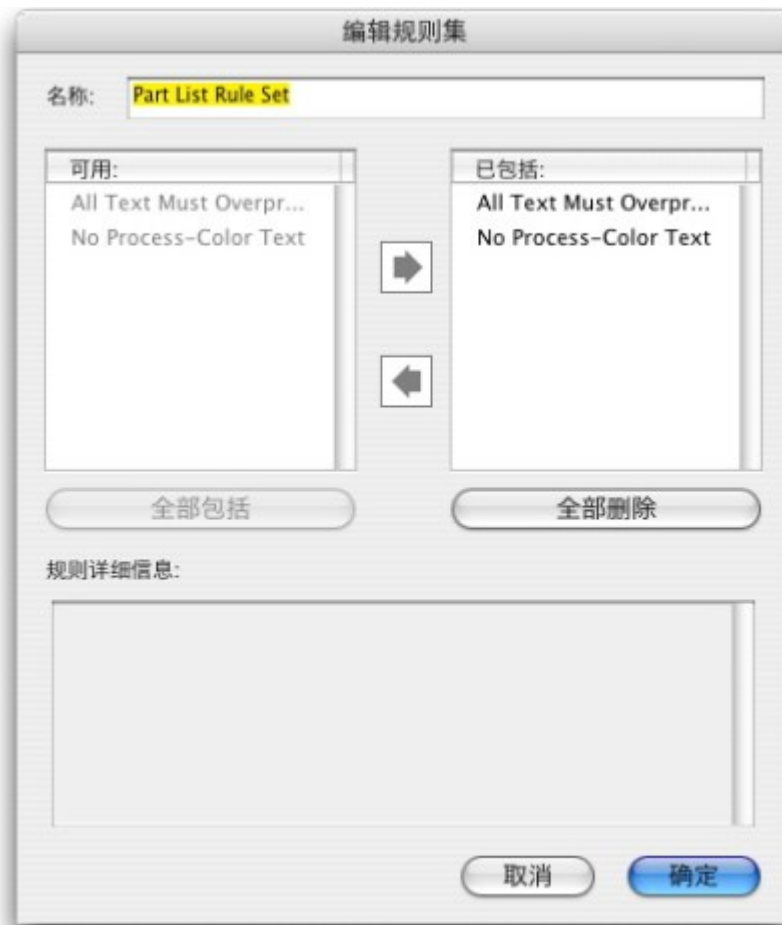 编辑规则集
名称: Part List Rule Set
可用:
All Text Must Overpr...
No Process-Color Text
已包括:
All Text Must Overpr...
No Process-Color Text
全部包括
全部删除
规则详细信息:
取消
确定